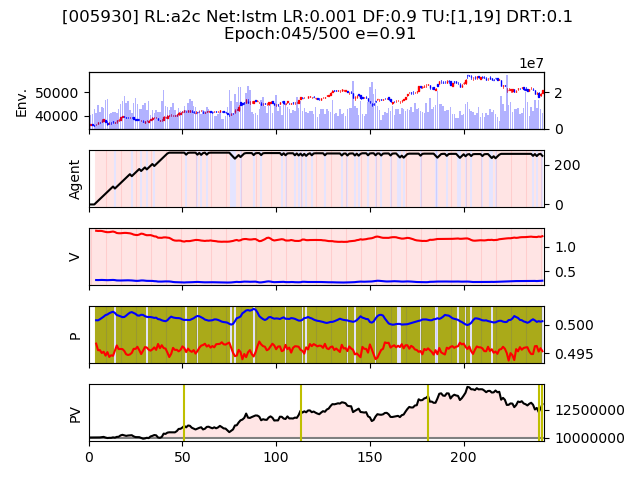 [005930] RL:a2c Net:lstm LR:0.001 DF:0.9 TU:[1,19] DRT:0.1
Epoch:045/500 e=0.91
1e7
Env.
50000
40000
2
0
Agent
200
0
V
1.0
0.5
P
0.500
0.495
PV
12500000
10000000
0 50 100 150 200